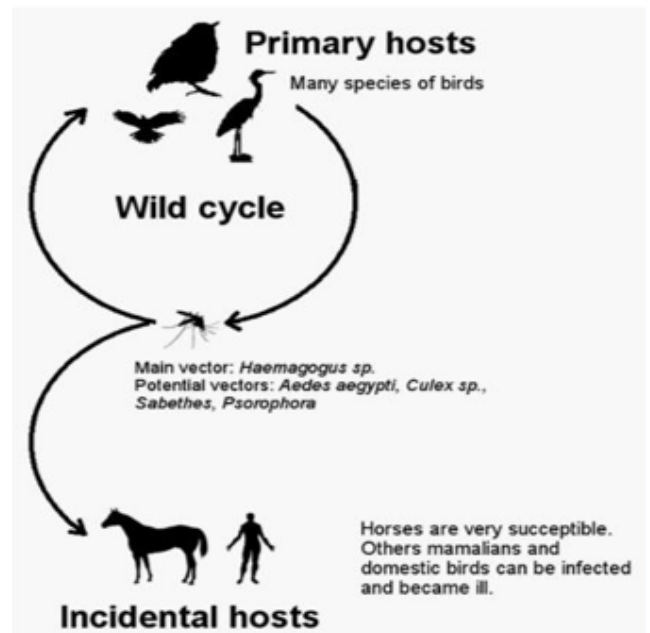 Primary hosts
Many species of birds
Wild cycle
Main vector: Haemagogus sp.
Potential vectors: Aedes aegypti, Culex sp.,
Sabethes, Psorophora
Horses are very succeptible.
Others mamalians and
domestic birds can be infected
and became ill.
Incidental hosts